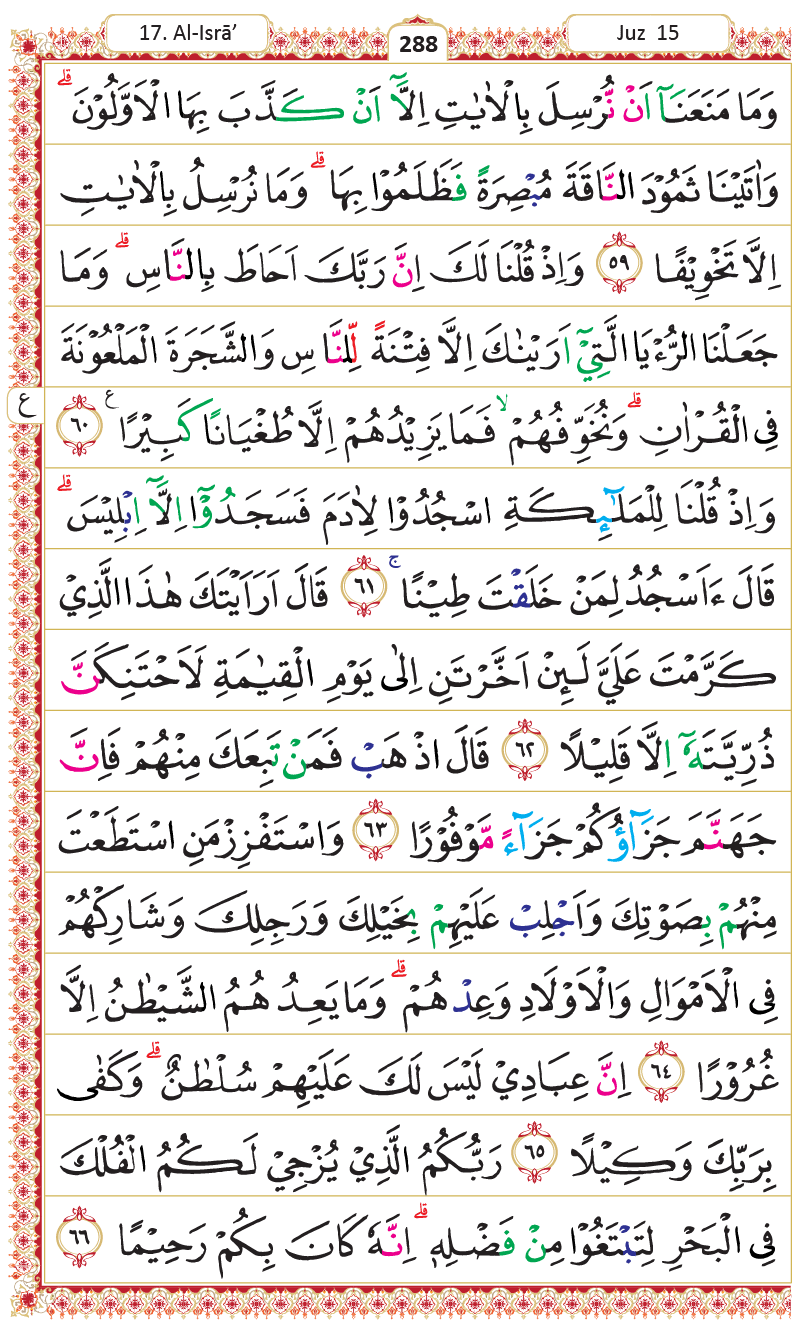 17. Al-Isrā’
288
Juz 15
وَمَا مَنَعَنَآ اَنْ نُّرْسِلَ بِالْاٰيٰتِ اِلَّآ اَنْ كَذَّبَ بِهَا الْاَوَّلُوْنَ ۗ
وَاٰتَيْنَا ثَمُوْدَ النَّاقَةَ مُبْصِرَةً فَظَلَمُوْا بِهَا ۗ وَمَا نُرْسِلُ بِالْاٰيٰتِ
اِلَّا تَخْوِيْفًا ٥٩ وَاِذْ قُلْنَا لَكَ اِنَّ رَبَّكَ اَحَاطَ بِالنَّاسِ ۗ وَمَا
جَعَلْنَا الرُّءْيَا الَّتِيْٓ اَرَيْنٰكَ اِلَّا فِتْنَةً لِّلنَّاسِ وَالشَّجَرَةَ الْمَلْعُوْنَةَ
ع
فِى الْقُرْاٰنِ ۗ وَنُخَوِّفُهُمْ ۙ فَمَا يَزِيْدُهُمْ اِلَّا طُغْيَانًا كَبِيْرًا ࣖ ٦٠
وَاِذْ قُلْنَا لِلْمَلٰۤىِٕكَةِ اسْجُدُوْا لِاٰدَمَ فَسَجَدُوْٓا اِلَّآ اِبْلِيْسَ ۗ
قَالَ ءَاَسْجُدُ لِمَنْ خَلَقْتَ طِيْنًا ۚ ٦١ قَالَ اَرَاَيْتَكَ هٰذَا الَّذِيْ
كَرَّمْتَ عَلَيَّ لَىِٕنْ اَخَّرْتَنِ اِلٰى يَوْمِ الْقِيٰمَةِ لَاَحْتَنِكَنَّ
ذُرِّيَّتَهٗٓ اِلَّا قَلِيْلًا ٦٢ قَالَ اذْهَبْ فَمَنْ تَبِعَكَ مِنْهُمْ فَاِنَّ
جَهَنَّمَ جَزَاۤؤُكُمْ جَزَاۤءً مَّوْفُوْرًا ٦٣ وَاسْتَفْزِزْ مَنِ اسْتَطَعْتَ
مِنْهُمْ بِصَوْتِكَ وَاَجْلِبْ عَلَيْهِمْ بِخَيْلِكَ وَرَجِلِكَ وَشَارِكْهُمْ
فِى الْاَمْوَالِ وَالْاَوْلَادِ وَعِدْهُمْ ۗ وَمَا يَعِدُهُمُ الشَّيْطٰنُ اِلَّا
غُرُوْرًا ٦٤ اِنَّ عِبَادِيْ لَيْسَ لَكَ عَلَيْهِمْ سُلْطٰنٌ ۗ وَكَفٰى
بِرَبِّكَ وَكِيْلًا ٦٥ رَبُّكُمُ الَّذِيْ يُزْجِيْ لَكُمُ الْفُلْكَ
فِى الْبَحْرِ لِتَبْتَغُوْا مِنْ فَضْلِهٖ ۗ اِنَّهٗ كَانَ بِكُمْ رَحِيْمًا ٦٦